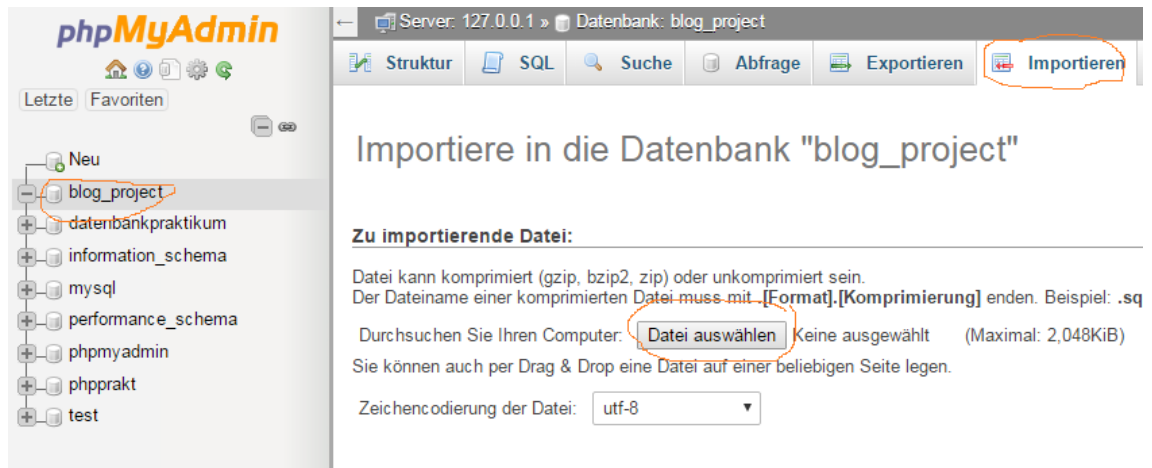 phpMyAdmin
Letzte Favoriten
Neu
blog_project
datenbankpraktikum
information_schema
mysql
performance_schema
phpmyadmin
phpprakt
test
Server: 127.0.0.1 » Datenbank: blog_project
Struktur SQL Suche Abfrage Exportieren Importieren
Importiere in die Datenbank "blog_project"
Zu importierende Datei:
Datei kann komprimiert (gzip, bzip2, zip) oder unkomprimiert sein.
Der Dateiname einer komprimierten Datei muss mit .[Format].[Komprimierung] enden. Beispiel: .sq
Durchsuchen Sie Ihren Computer: Datei auswählen Keine ausgewählt (Maximal: 2,048KiB)
Sie können auch per Drag & Drop eine Datei auf einer beliebigen Seite legen.
Zeichencodierung der Datei: utf-8